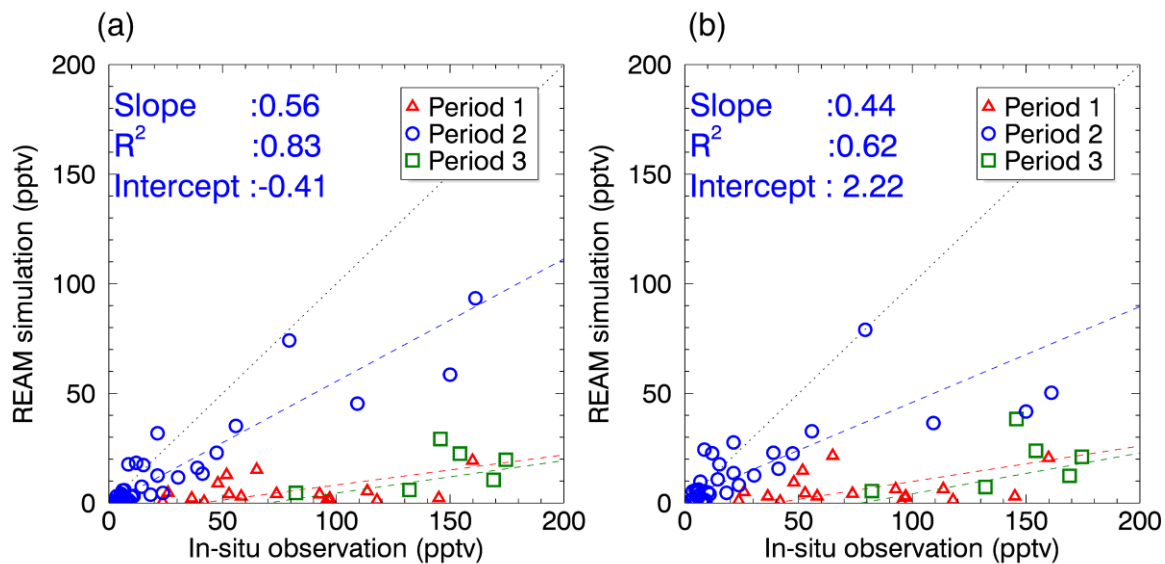 (a)
200
150
100
50
0
0 50 100 150 200
REAM simulation (pptv)
In-situ observation (pptv)
Slope :0.56
R² :0.83
Intercept :-0.41
Period 1
Period 2
Period 3
(b)
200
150
100
50
0
0 50 100 150 200
REAM simulation (pptv)
In-situ observation (pptv)
Slope :0.44
R² :0.62
Intercept : 2.22
Period 1
Period 2
Period 3